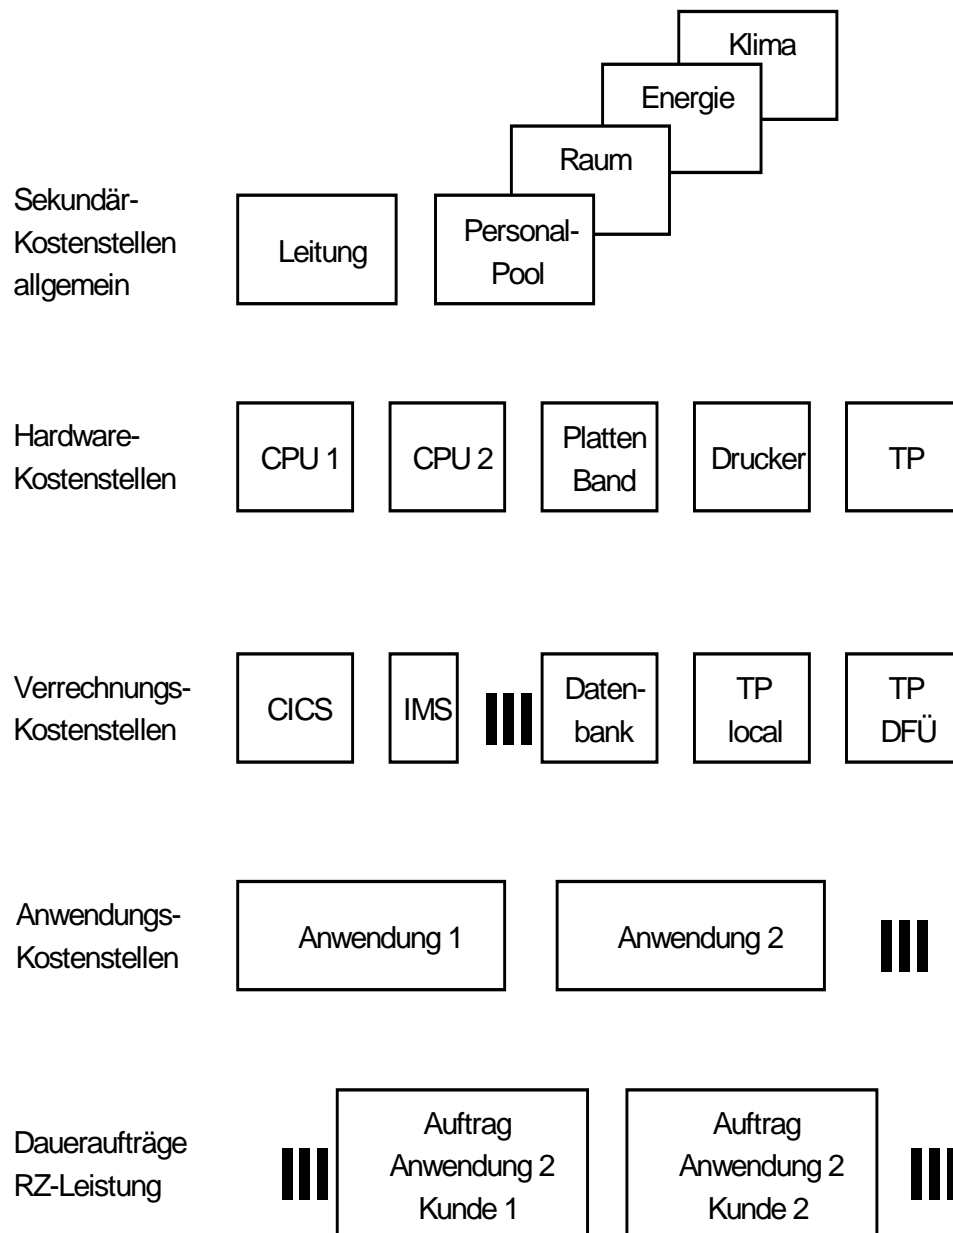 Klima
Energie
Raum
Sekundär-
Kostenstellen
allgemein
Leitung
Personal-
Pool
Hardware-
Kostenstellen
CPU 1
CPU 2
Platten
Band
Drucker
TP
Verrechnungs-
Kostenstellen
CICS
IMS
Daten-
bank
TP
local
TP
DFÜ
Anwendungs-
Kostenstellen
Anwendung 1
Anwendung 2
Daueraufträge
RZ-Leistung
Auftrag
Anwendung 2
Kunde 1
Auftrag
Anwendung 2
Kunde 2